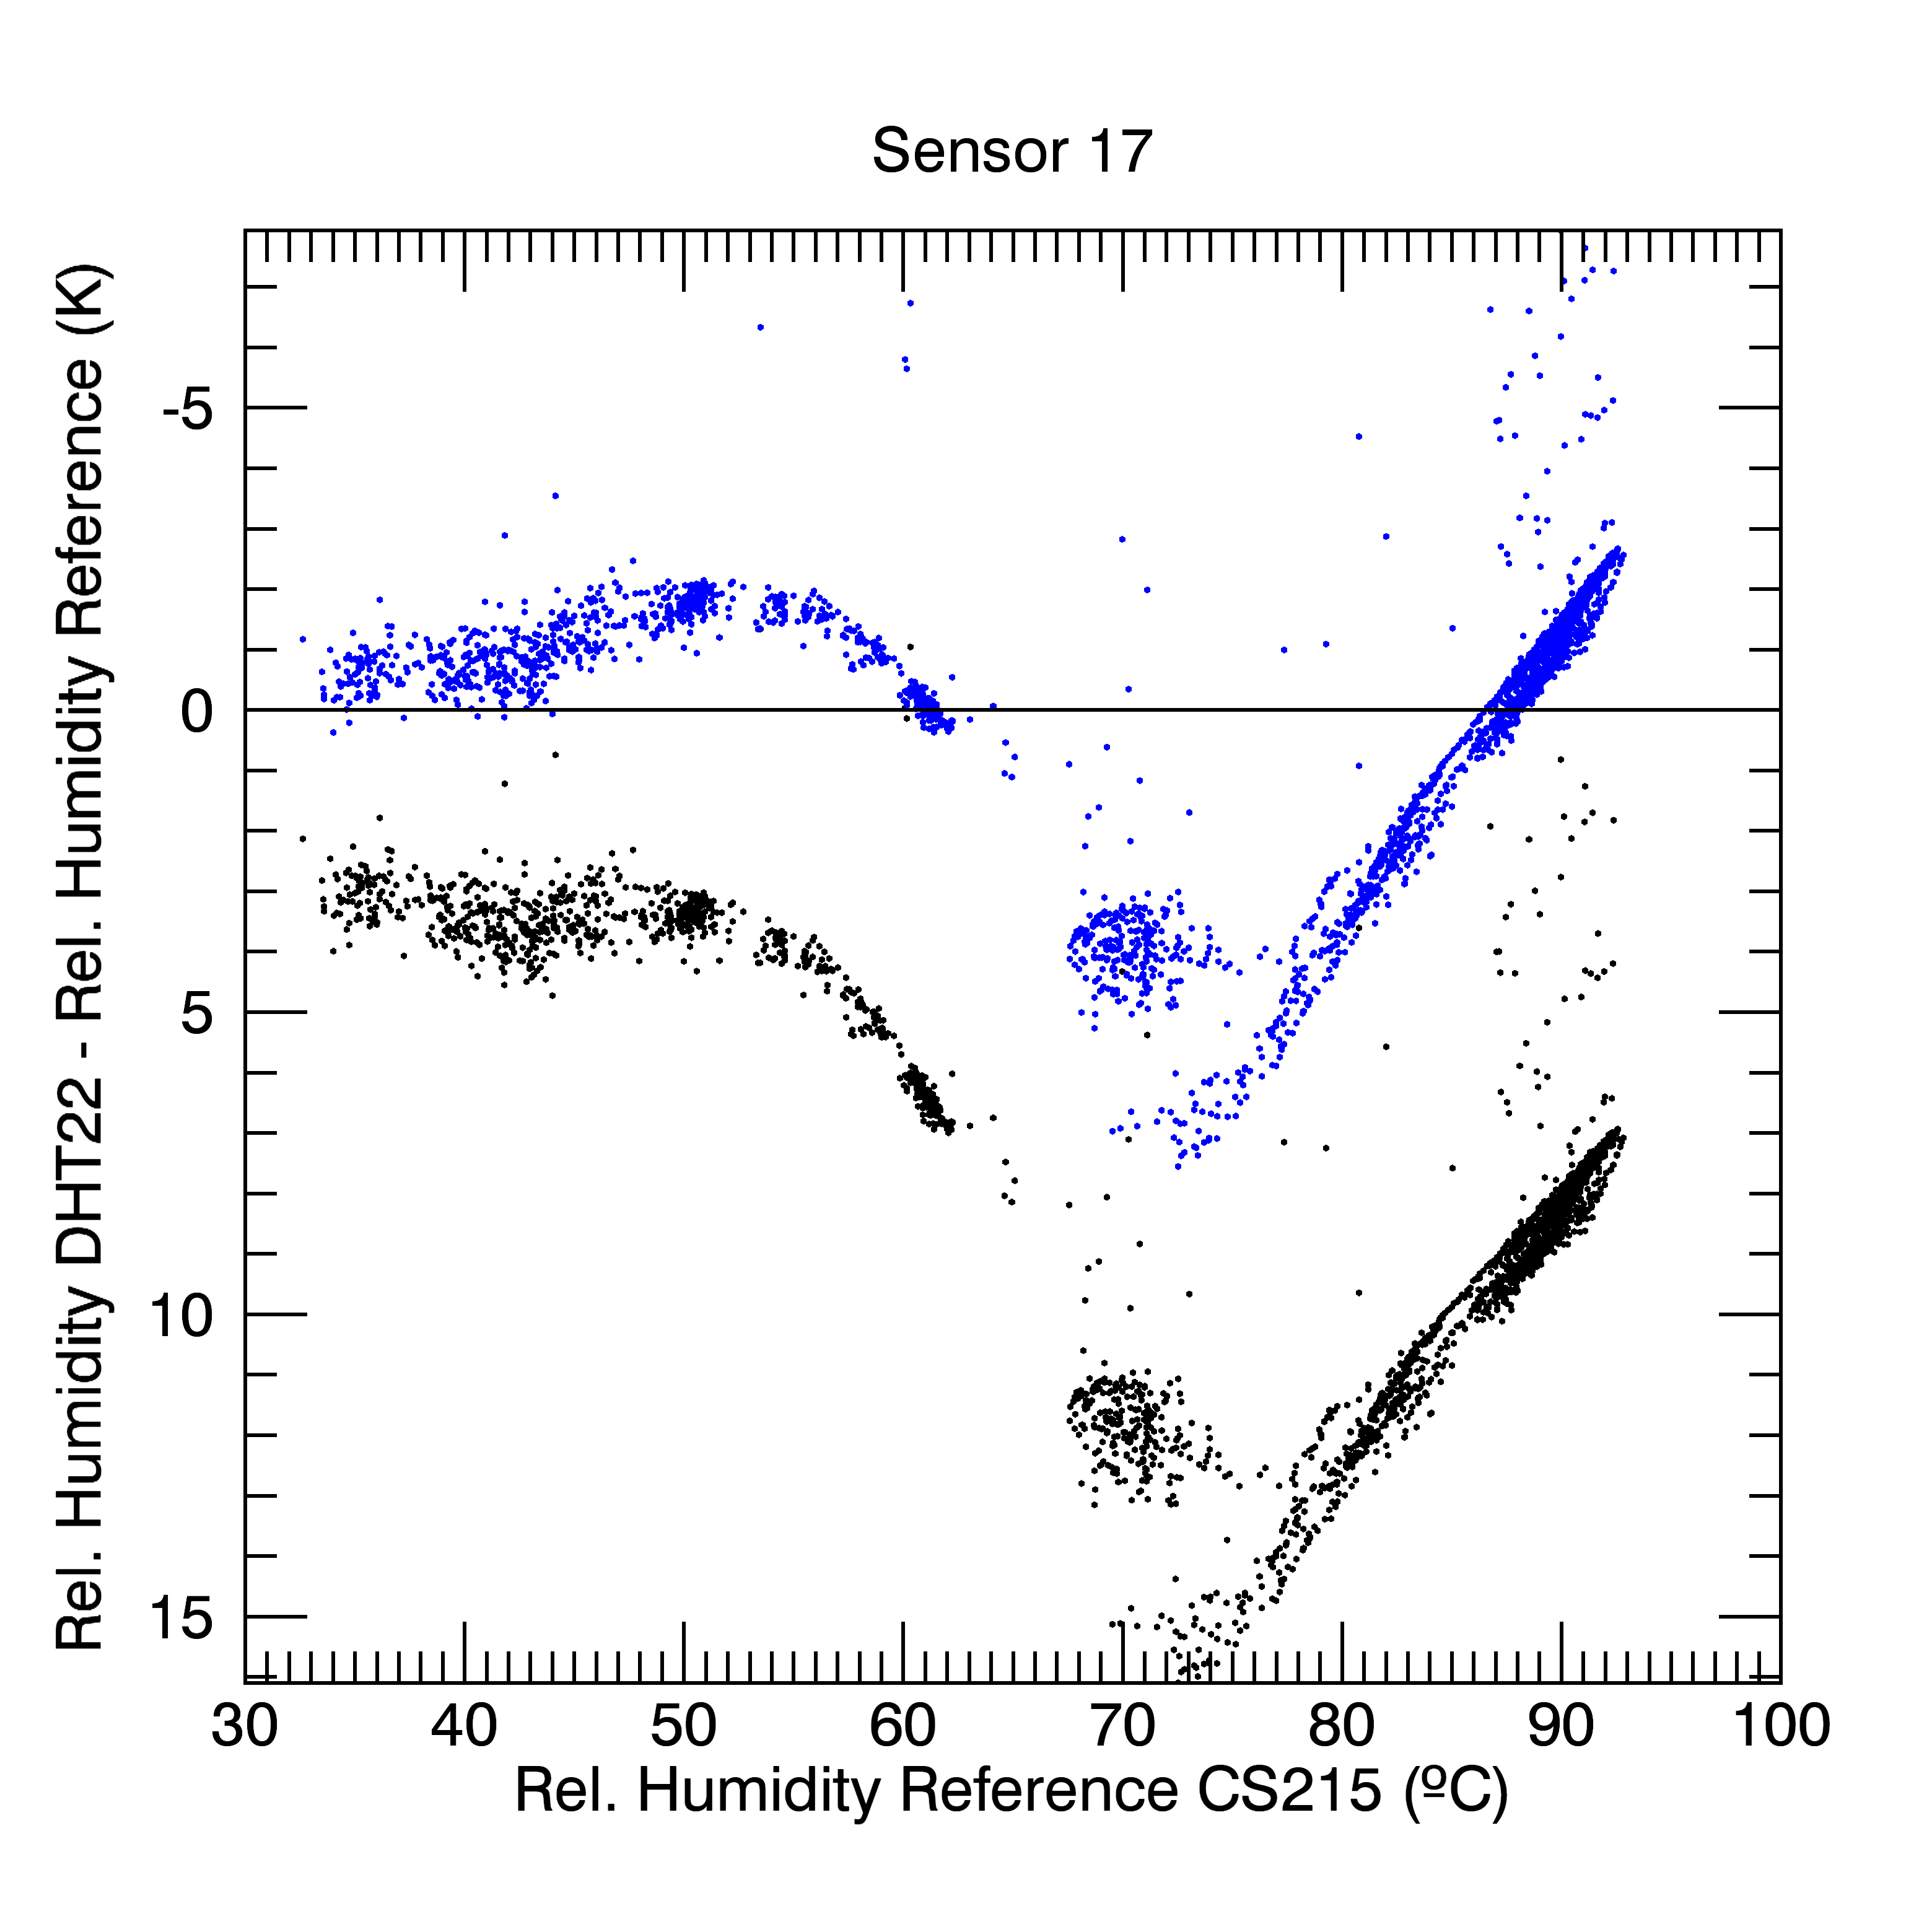 Sensor 17
Rel. Humidity DHT22 - Rel. Humidity Reference (K)
-5
0
5
10
15
30 40 50 60 70 80 90 100
Rel. Humidity Reference CS215 (ºC)